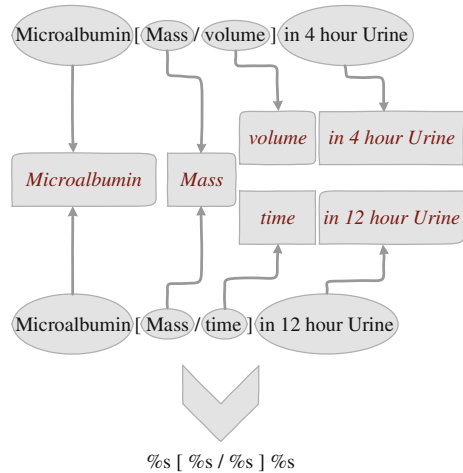 Microalbumin [ Mass / volume ] in 4 hour Urine
volume in 4 hour Urine
Microalbumin Mass
time in 12 hour Urine
Microalbumin [ Mass / time ] in 12 hour Urine
%s [ %s / %s ] %s